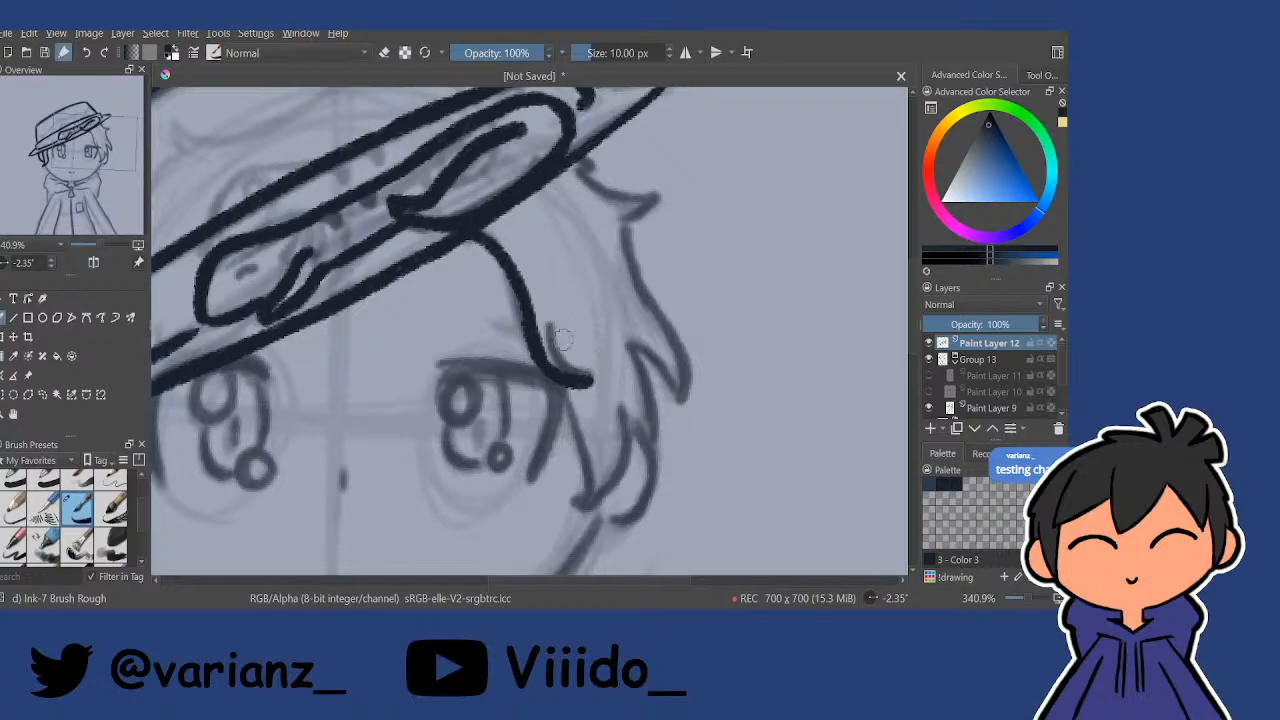 File Edit View Image Layer Select Filter Tools Settings Window Help
Normal
Opacity: 100%
Size: 10.00 px
Overview
[Not Saved] *
Advanced Color S...
Tool O...
Advanced Color Selector
40.9%
-2.35°
T
Layers
Normal
Opacity: 100%
Paint Layer 12
Group 13
Paint Layer 11
Paint Layer 10
Paint Layer 9
Brush Presets
My Favorites
Tag
Palette
Palette
varianz_
testing cha
3 - Color 3
!drawing
earch
Filter in Tag
d) Ink-7 Brush Rough
RGB/Alpha (8-bit integer/channel) sRGB-elle-V2-srgbtrc.icc
REC
700 x 700 (15.3 MiB)
-2.35°
340.9%
@varianz_
Viiido_